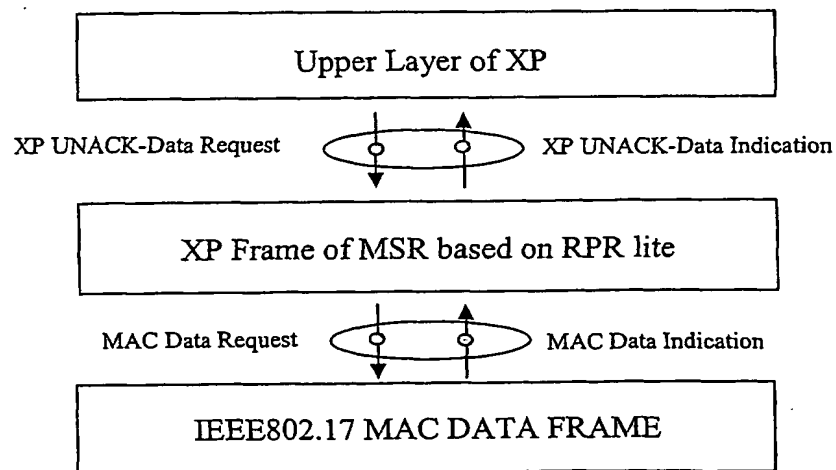 Upper Layer of XP
XP UNACK-Data Request
XP UNACK-Data Indication
XP Frame of MSR based on RPR lite
MAC Data Request
MAC Data Indication
IEEE802.17 MAC DATA FRAME